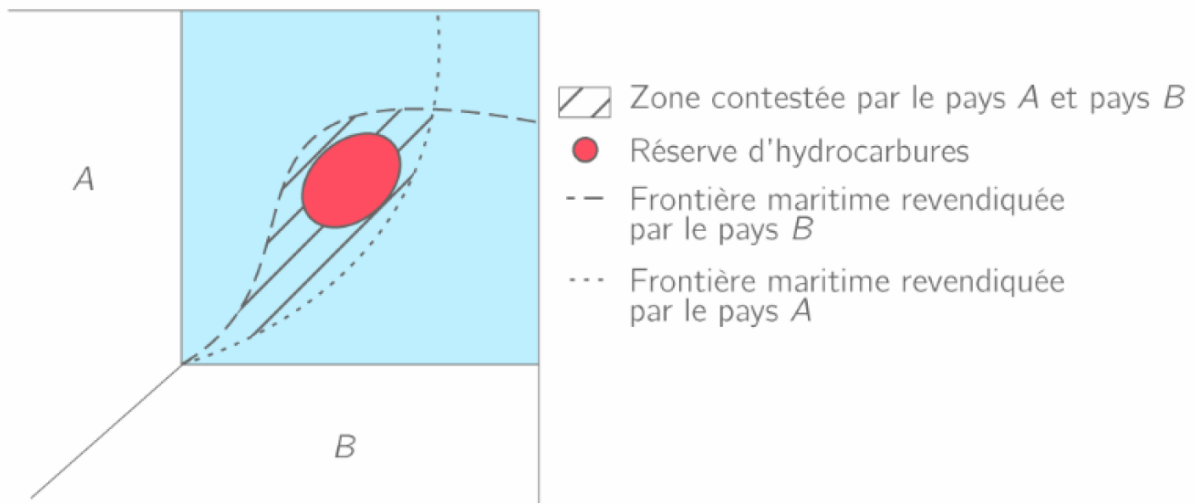 A
B
Zone contestée par le pays A et pays B
Réserve d'hydrocarbures
Frontière maritime revendiquée
par le pays B
Frontière maritime revendiquée
par le pays A